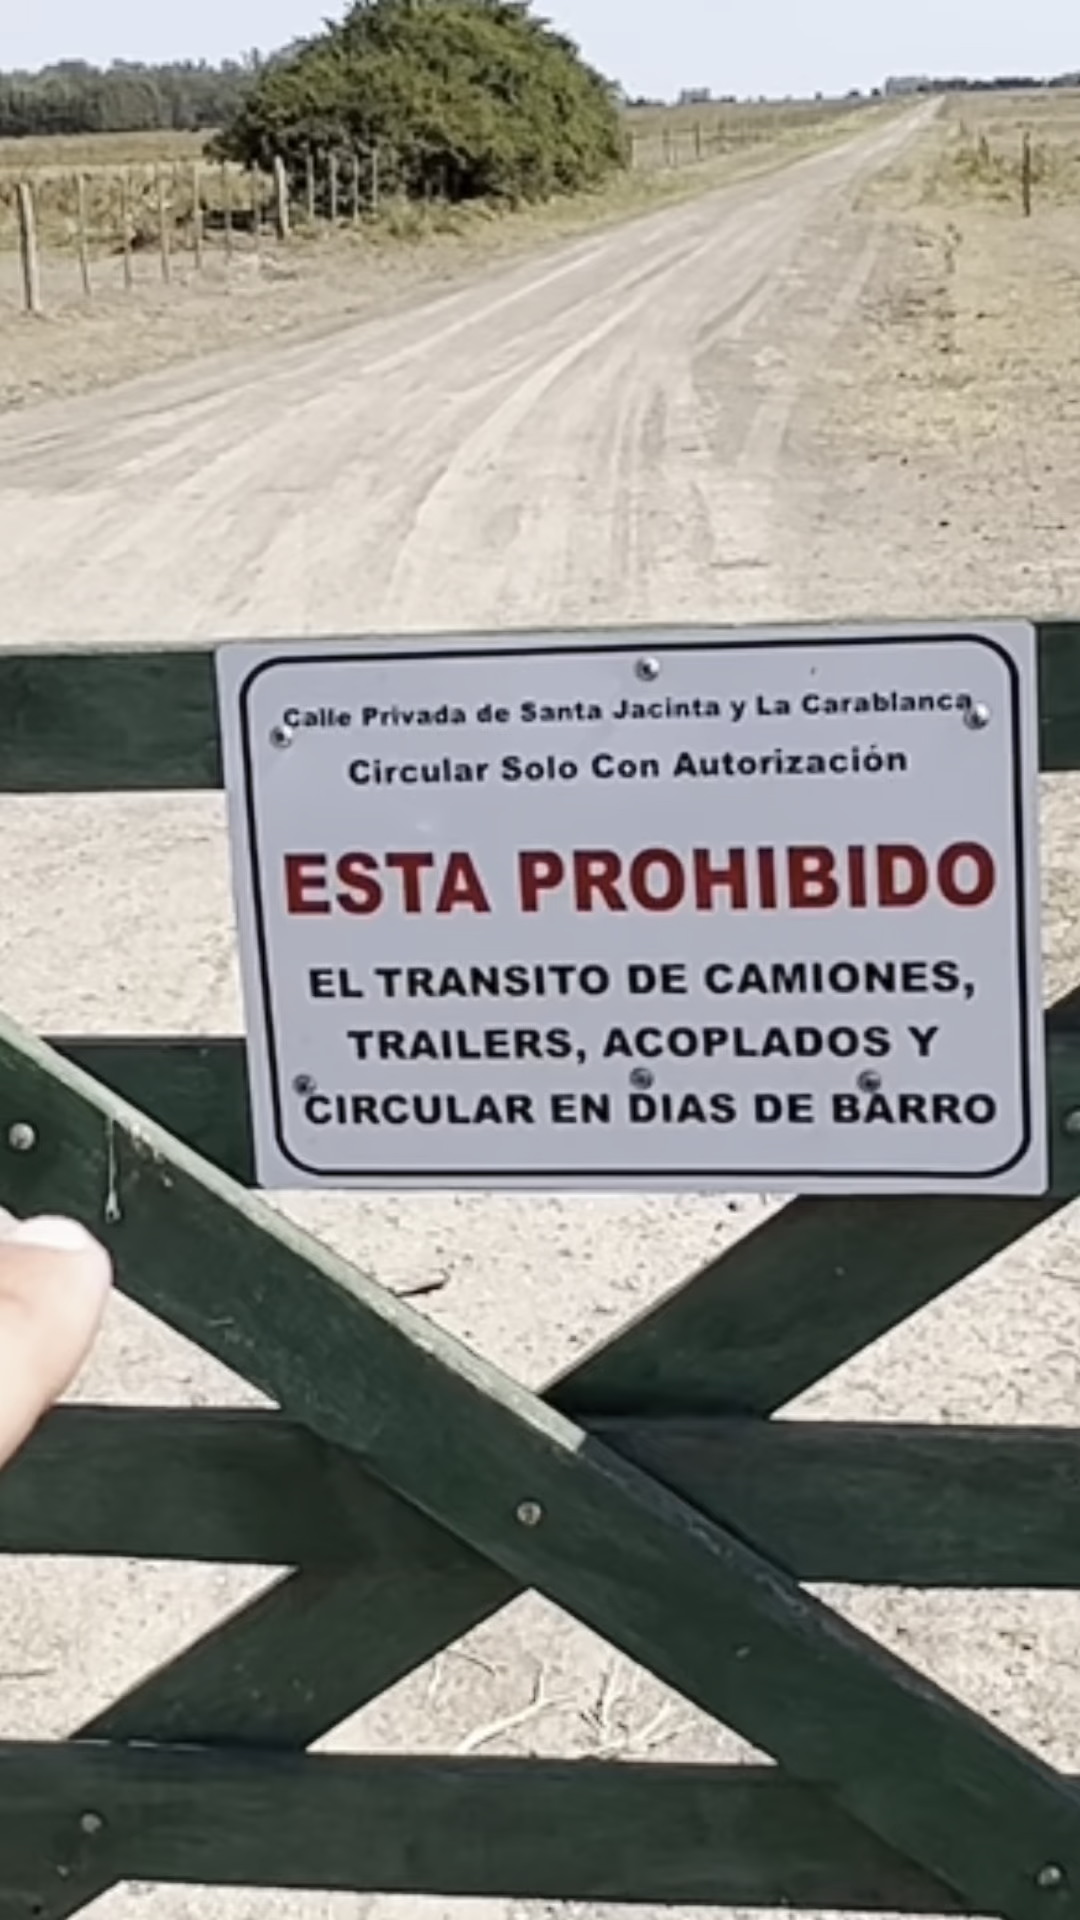 Calle Privada de Santa Jacinta y La Carablanca
Circular Solo Con Autorización
ESTA PROHIBIDO
EL TRANSITO DE CAMIONES,
TRAILERS, ACOPLADOS Y
CIRCULAR EN DIAS DE BARRO